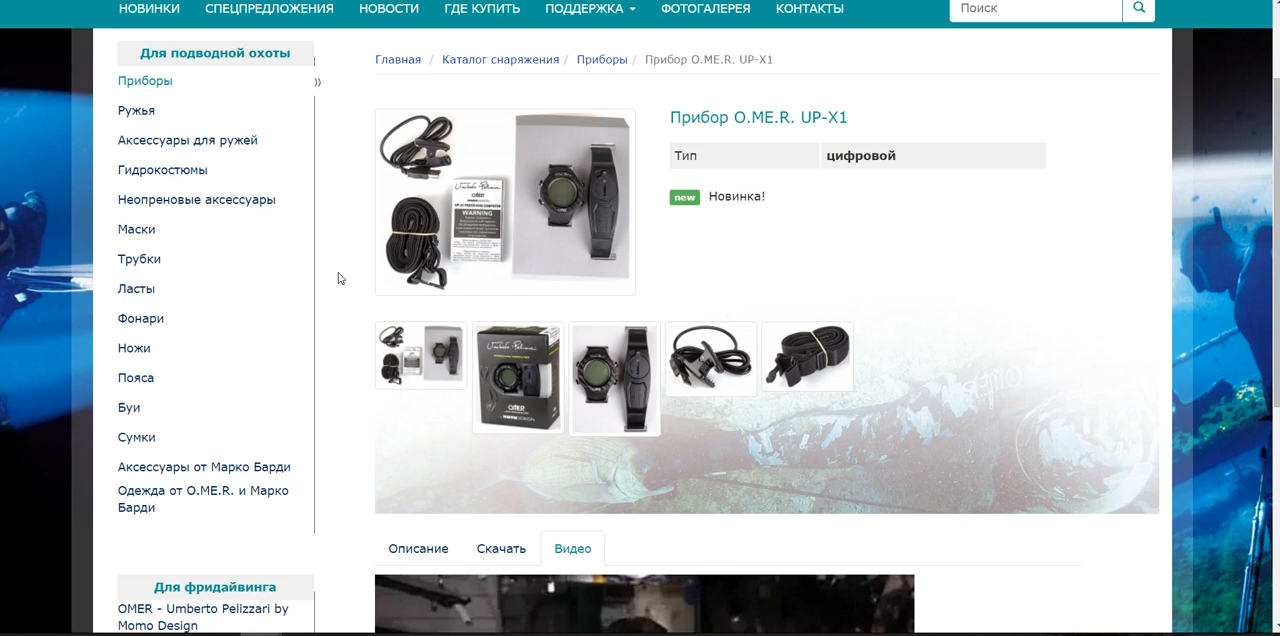 НОВИНКИ СПЕЦПРЕДЛОЖЕНИЯ НОВОСТИ ГДЕ КУПИТЬ ПОДДЕРЖКА ФОТОГАЛЕРЕЯ КОНТАКТЫ Поиск
Для подводной охоты
Приборы
Ружья
Аксессуары для ружей
Гидрокостюмы
Неопреновые аксессуары
Маски
Трубки
Ласты
Фонари
Ножи
Пояса
Буи
Сумки
Аксессуары от Марко Барди
Одежда от O.ME.R. и Марко
Барди
Для фридайвинга
OMER - Umberto Pelizzari by
Momo Design
Главная / Каталог снаряжения / Приборы / Прибор O.M.E.R. UP-X1
Прибор O.ME.R. UP-X1
Тип цифровой
new Новинка!
OMER
WARNING
OMER
Описание Скачать Видео